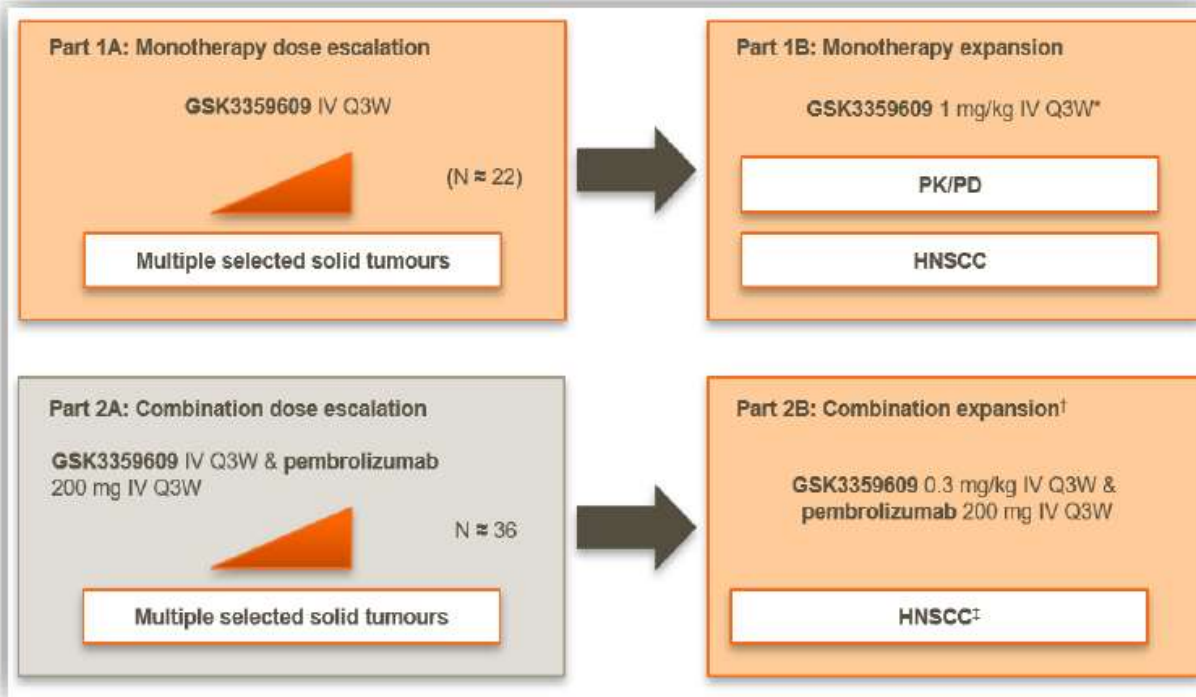 Part 1A: Monotherapy dose escalation
GSK3359609 IV Q3W
(N ≈ 22)
Multiple selected solid tumours
Part 1B: Monotherapy expansion
GSK3359609 1 mg/kg IV Q3W*
PK/PD
HNSCC
Part 2A: Combination dose escalation
GSK3359609 IV Q3W & pembrolizumab
200 mg IV Q3W
N ≈ 36
Multiple selected solid tumours
Part 2B: Combination expansion†
GSK3359609 0.3 mg/kg IV Q3W &
pembrolizumab 200 mg IV Q3W
HNSCC‡